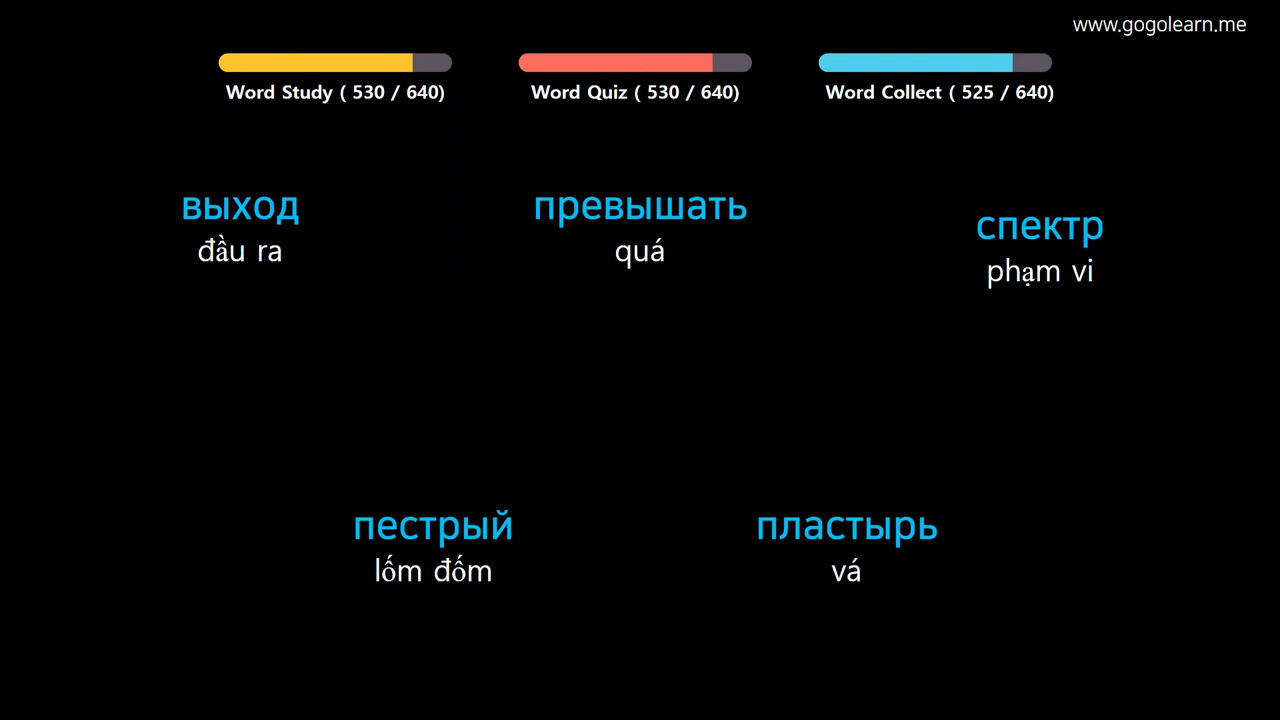 www.gogolearn.me
Word Study ( 530 / 640)
Word Quiz ( 530 / 640)
Word Collect ( 525 / 640)
выход
đầu ra
превышать
quá
спектр
phạm vi
пестрый
lốm đốm
пластырь
vá